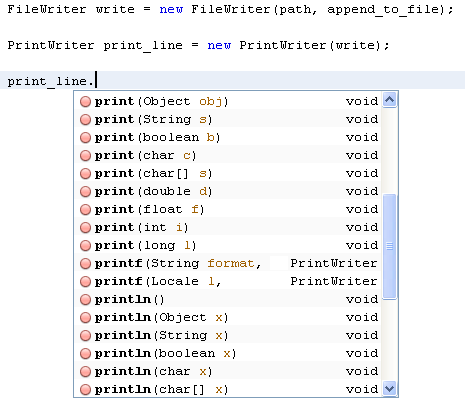 FileWriter write = new FileWriter(path, append_to_file);
PrintWriter print_line = new PrintWriter(write);
print_line.
print(Object obj) void
print(String s) void
print(boolean b) void
print(char c) void
print(char[] s) void
print(double d) void
print(float f) void
print(int i) void
print(long l) void
printf(String format, PrintWriter
printf(Locale l, PrintWriter
println() void
println(Object x) void
println(String x) void
println(boolean x) void
println(char x) void
println(char[] x) void